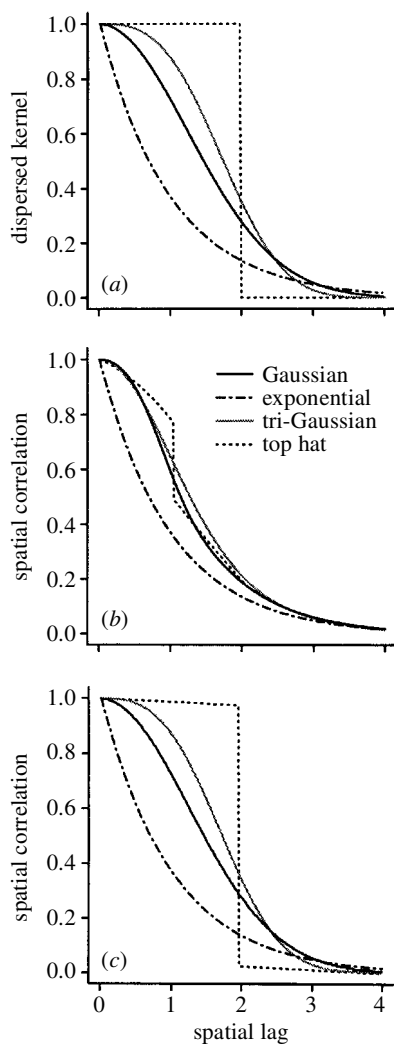 1.0
0.8
0.6
0.4
0.2
0.0
dispersed kernel
(a)
1.0
0.8
0.6
0.4
0.2
0.0
spatial correlation
Gaussian
exponential
tri-Gaussian
top hat
(b)
1.0
0.8
0.6
0.4
0.2
0.0
spatial correlation
(c)
0 1 2 3 4
spatial lag